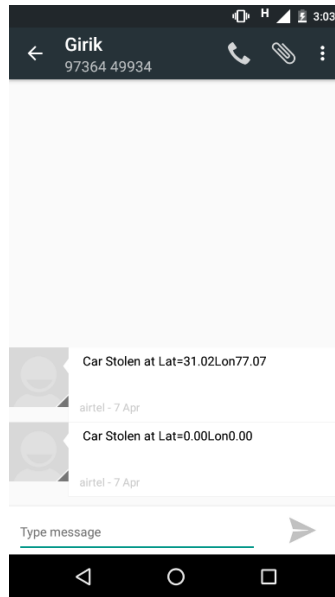 H 3:03
Girik
97364 49934
Car Stolen at Lat=31.02Lon77.07
airtel - 7 Apr
Car Stolen at Lat=0.00Lon0.00
airtel - 7 Apr
Type message